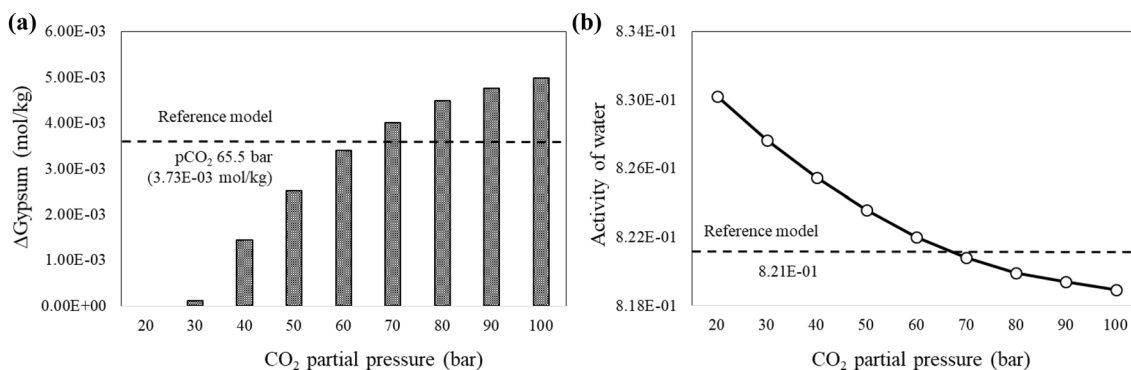 (a)
6.00E-03
5.00E-03
4.00E-03
3.00E-03
2.00E-03
1.00E-03
0.00E+00
ΔGypsum (mol/kg)
Reference model
pCO₂ 65.5 bar
(3.73E-03 mol/kg)
20 30 40 50 60 70 80 90 100
CO₂ partial pressure (bar)
(b)
8.34E-01
8.30E-01
8.26E-01
8.22E-01
8.18E-01
Activity of water
Reference model
8.21E-01
20 30 40 50 60 70 80 90 100
CO₂ partial pressure (bar)